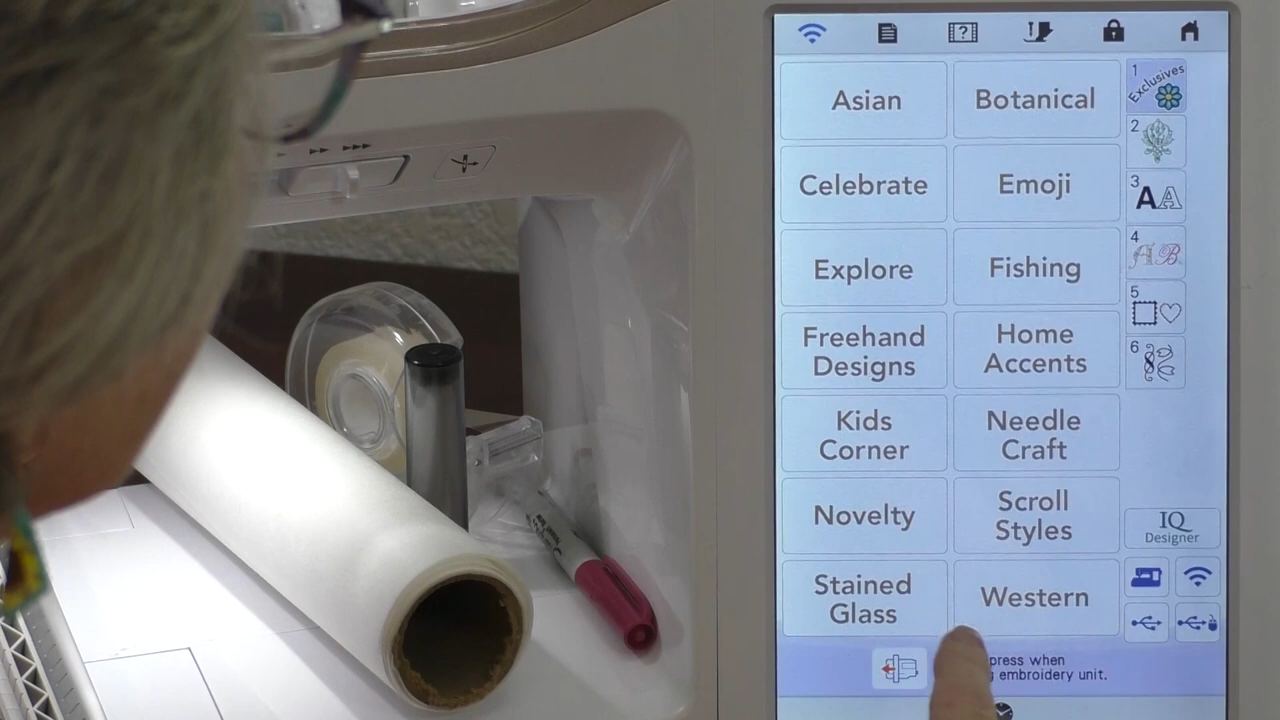 Asian
Botanical
Celebrate
Emoji
Explore
Fishing
Freehand
Designs
Home
Accents
Kids
Corner
Needle
Craft
Novelty
Scroll
Styles
Stained
Glass
Western
1
Exclusives
2
3
AA
4
AB
5
6
IQ
Designer
press when
embroidery unit.
?